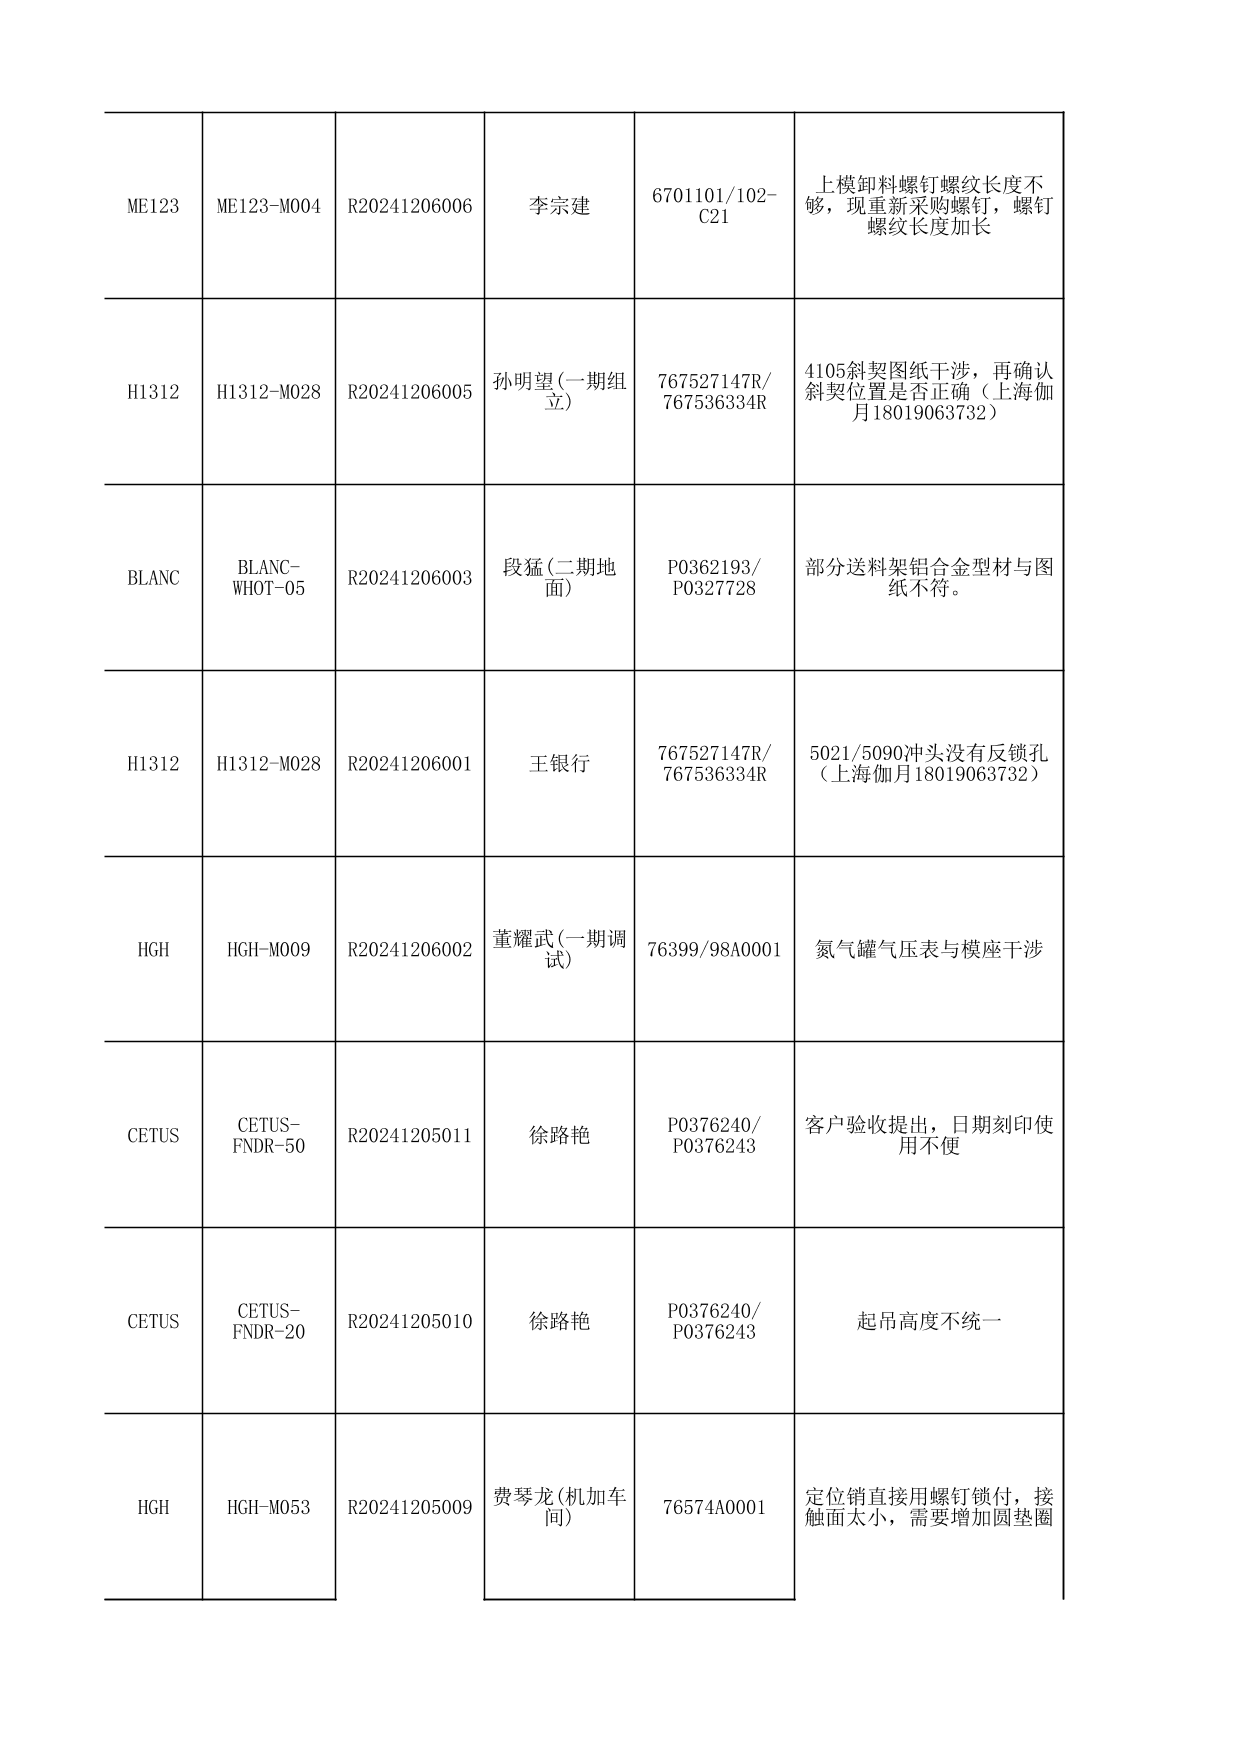 ME123
ME123-M004
R20241206006
李宗建
6701101/102-
C21
上模卸料螺钉螺纹长度不
够，现重新采购螺钉，螺钉
螺纹长度加长
H1312
H1312-M028
R20241206005
孙明望(一期组
立)
767527147R/
767536334R
4105斜契图纸干涉，再确认
斜契位置是否正确（上海伽
月18019063732）
BLANC
BLANC-
WHOT-05
R20241206003
段猛(二期地
面)
P0362193/
P0327728
部分送料架铝合金型材与图
纸不符。
H1312
H1312-M028
R20241206001
王银行
767527147R/
767536334R
5021/5090冲头没有反锁孔
（上海伽月18019063732）
HGH
HGH-M009
R20241206002
董耀武(一期调
试)
76399/98A0001
氮气罐气压表与模座干涉
CETUS
CETUS-
FNDR-50
R20241205011
徐路艳
P0376240/
P0376243
客户验收提出，日期刻印使
用不便
CETUS
CETUS-
FNDR-20
R20241205010
徐路艳
P0376240/
P0376243
起吊高度不统一
HGH
HGH-M053
R20241205009
费琴龙(机加车
间)
76574A0001
定位销直接用螺钉锁付，接
触面太小，需要增加圆垫圈